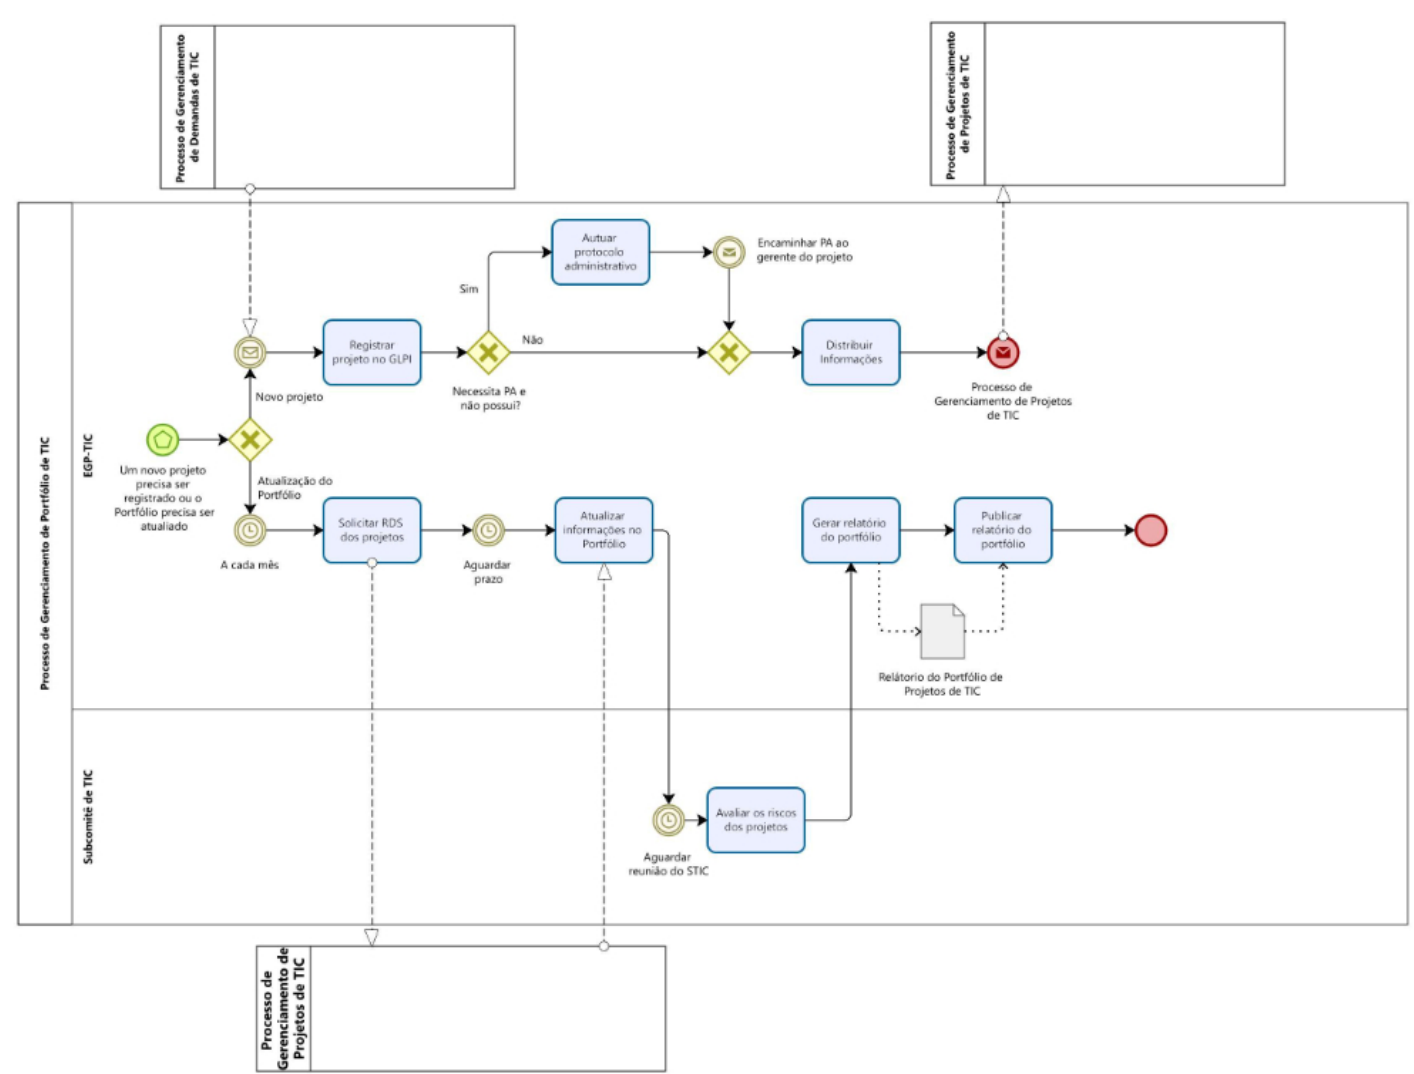 Processo de Gerenciamento
de Demandas de TIC
Processo de Gerenciamento
de Projetos de TIC
Processo de Gerenciamento de Portfólio de TIC
EGP-TIC
Autuar
protocolo
administrativo
Encaminhar PA ao
gerente do projeto
Sim
Registrar
projeto no GLPI
Não
Necessita PA e
não possui?
Distribuir
Informações
Processo de
Gerenciamento de Projetos
de TIC
Novo projeto
Um novo projeto
precisa ser
registrado ou o
Portfólio precisa ser
atualiado
Atualização do
Portfólio
A cada mês
Solicitar RDS
dos projetos
Aguardar
prazo
Atualizar
informações no
Portfólio
Gerar relatório
do portfólio
Publicar
relatório do
portfólio
Relátorio do Portfólio de
Projetos de TIC
Subcomitê de TIC
Aguardar
reunião do STIC
Avaliar os riscos
dos projetos
Processo de
Gerenciamento de
Projetos de TIC